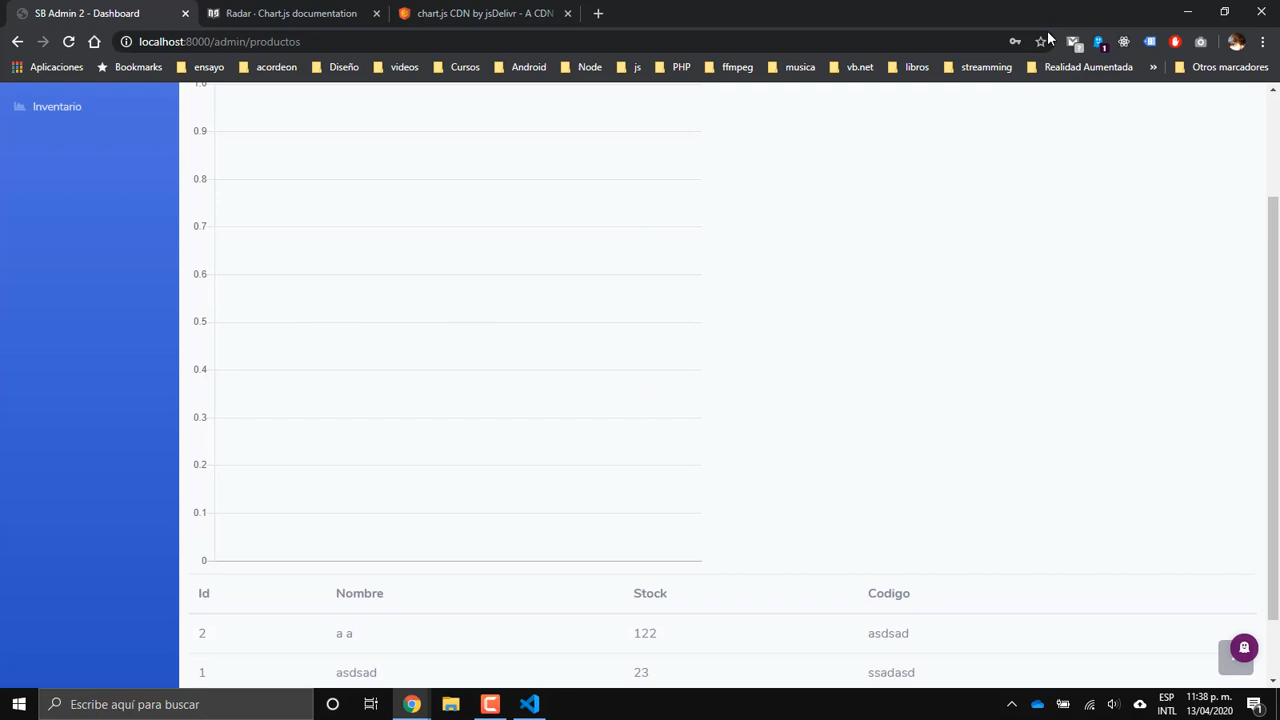 SB Admin 2 - Dashboard
Radar · Chart.js documentation
chart.js CDN by jsDelivr - A CDN
localhost:8000/admin/productos
Aplicaciones
Bookmarks
ensayo
acordeon
Diseño
videos
Cursos
Android
Node
js
PHP
ffmpeg
musica
vb.net
libros
streamming
Realidad Aumentada
»
Otros marcadores
Inventario
1.0
0.9
0.8
0.7
0.6
0.5
0.4
0.3
0.2
0.1
0
Id Nombre Stock Codigo
2 a a 122 asdsad
1 asdsad 23 ssadasd
Escribe aquí para buscar
ESP
INTL
11:38 p. m.
13/04/2020